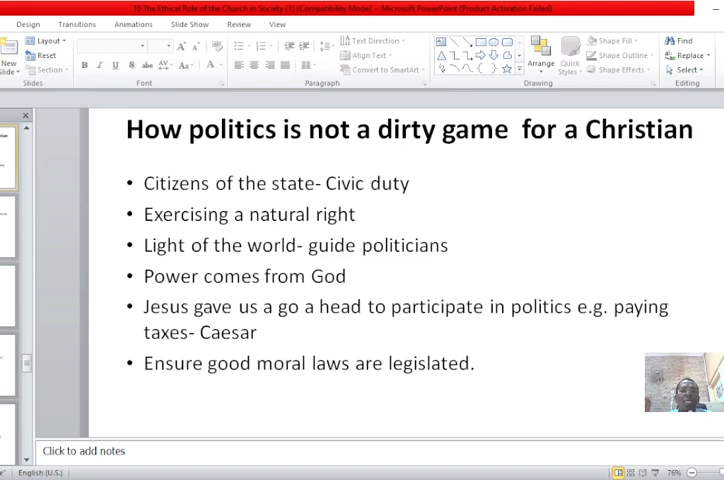 10 The Ethical Role of the Church in Society (1) [Compatibility Mode] - Microsoft PowerPoint (Product Activation Failed)
Design Transitions Animations Slide Show Review View
Layout Text Direction Shape Fill Find
Reset Align Text Shape Outline Replace
New Slide Section Convert to SmartArt Arrange Quick Styles Shape Effects Select
B I U S abc AV Aa A
Slides Font Paragraph Drawing Editing
How politics is not a dirty game for a Christian
• Citizens of the state- Civic duty
• Exercising a natural right
• Light of the world- guide politicians
• Power comes from God
• Jesus gave us a go a head to participate in politics e.g. paying
taxes- Caesar
• Ensure good moral laws are legislated.
Click to add notes
English (U.S.) 76%